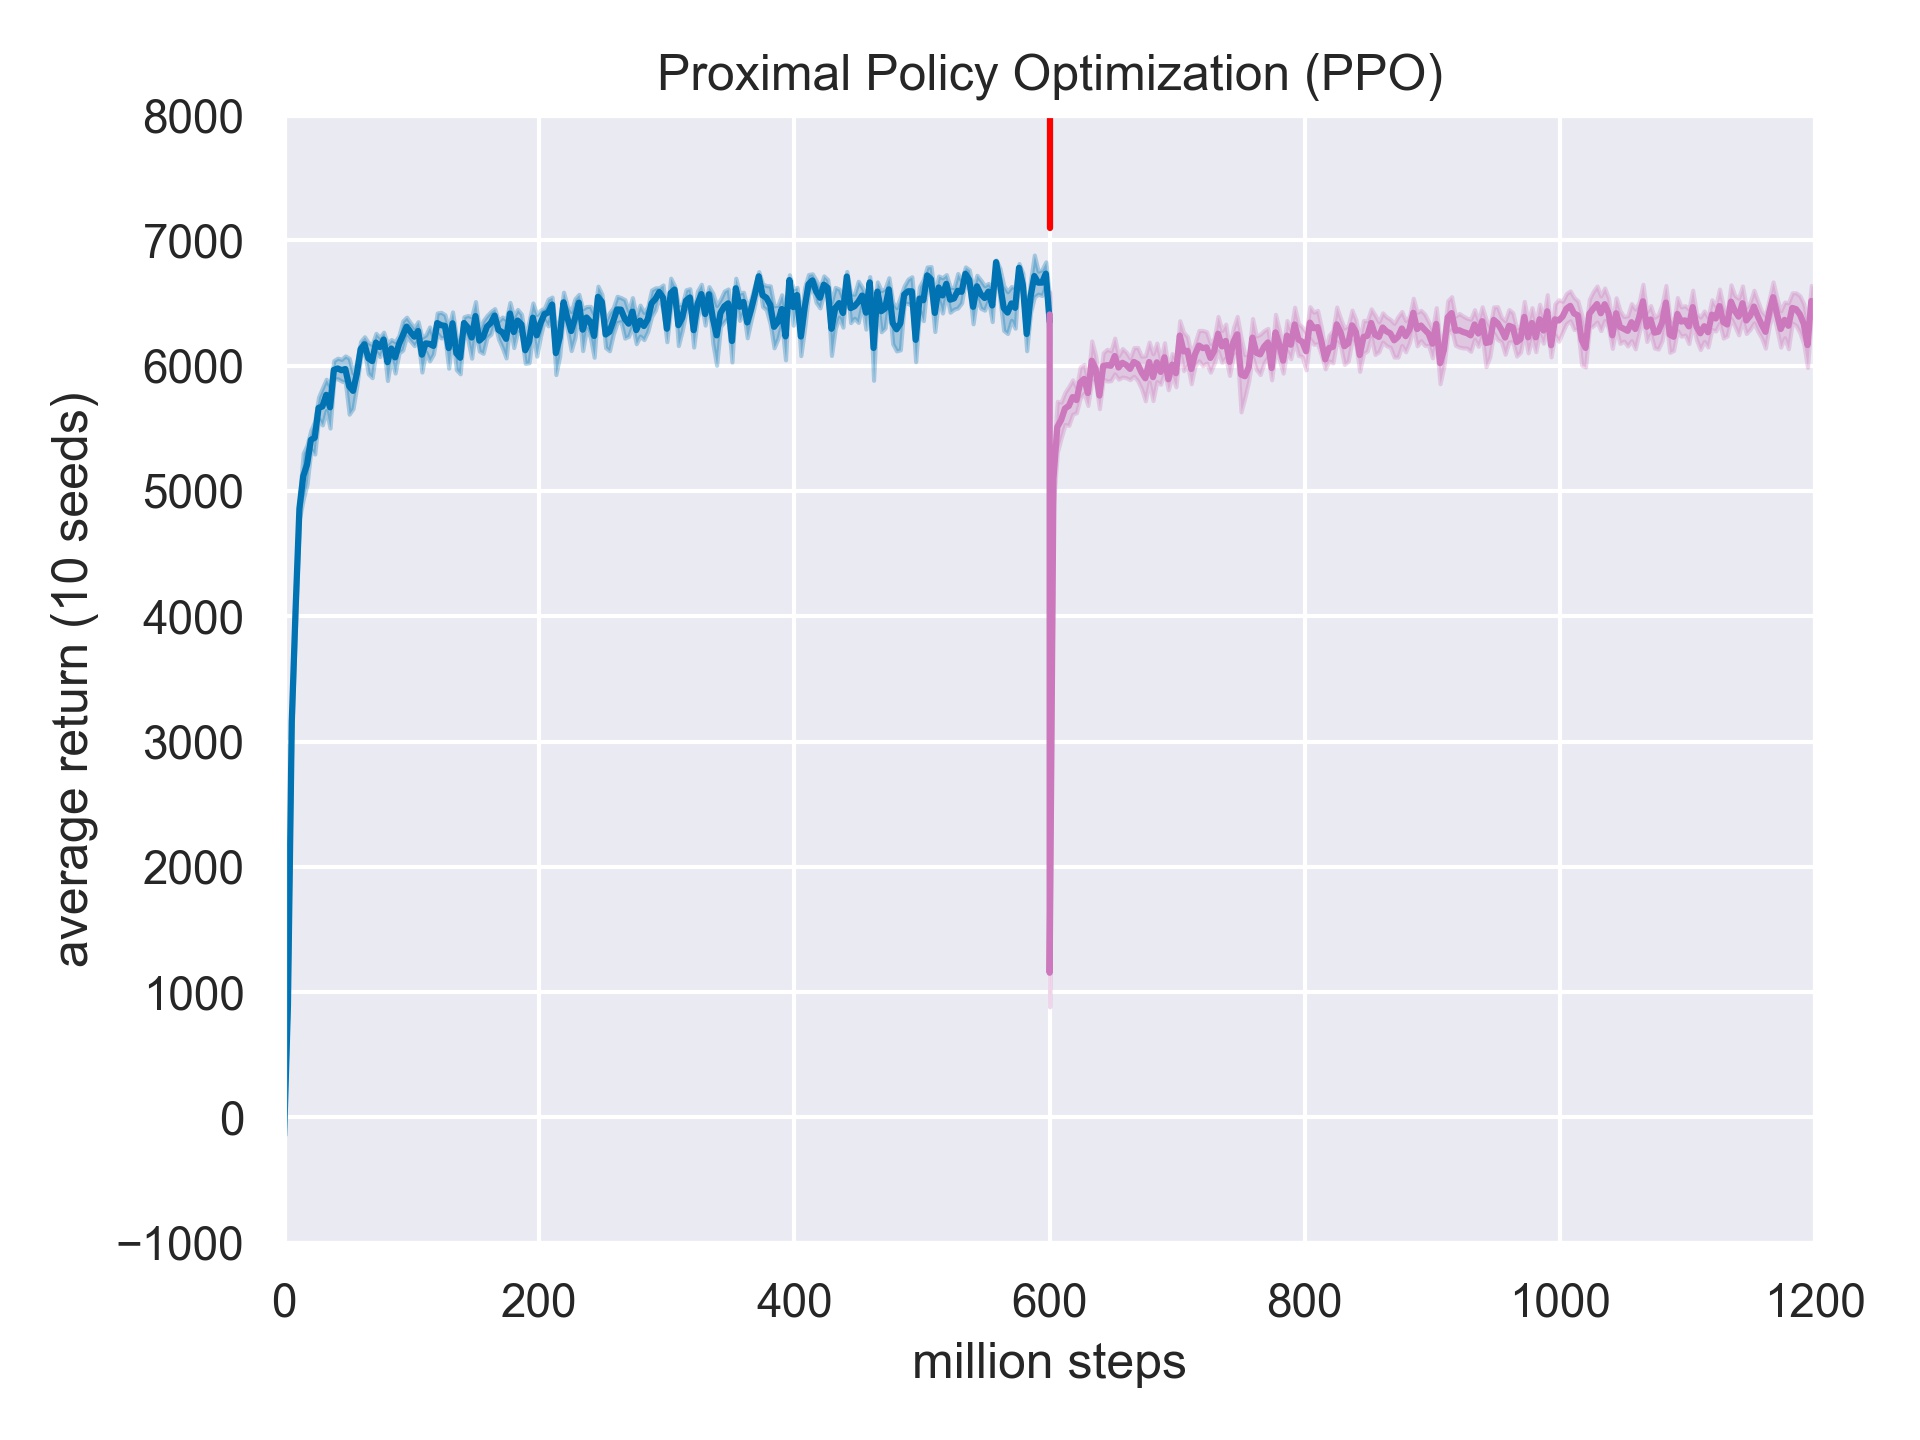 Proximal Policy Optimization (PPO)
8000
7000
6000
5000
4000
3000
2000
1000
0
−1000
average return (10 seeds)
0 200 400 600 800 1000 1200
million steps